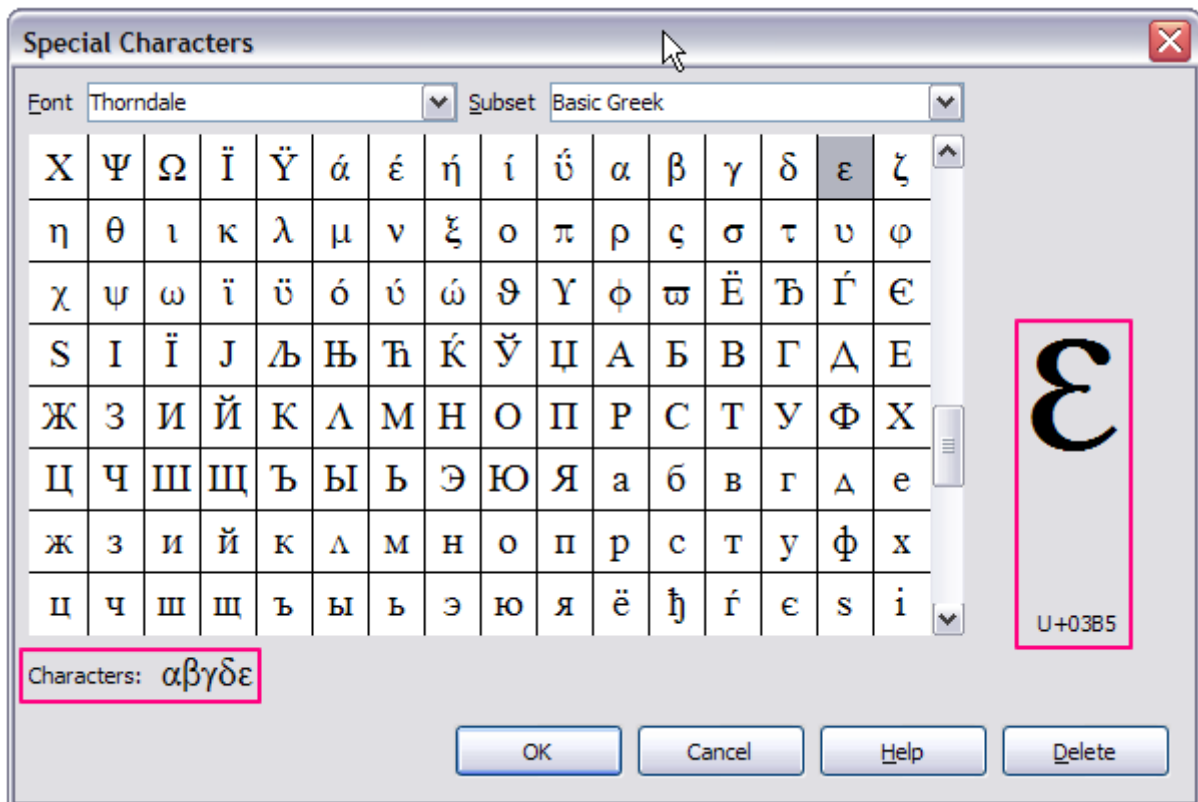 Special Characters
Font Thorndale Subset Basic Greek
Χ Ψ Ω Ϊ Ϋ ά έ ή ί ΰ α β γ δ ε ζ
η θ ι κ λ μ ν ξ ο π ρ ς σ τ υ φ
χ ψ ω ϊ ϋ ό ύ ώ ϑ ϒ ϕ ϖ Ё Ђ Ѓ Є
Ѕ І Ї Ј Љ Њ Ћ Ќ Ў Џ А Б В Г Д Е
Ж З И Й К Л М Н О П Р С Т У Ф Х
Ц Ч Ш Щ Ъ Ы Ь Э Ю Я а б в г д е
ж з и й к л м н о п р с т у ф х
ц ч ш щ ъ ы ь э ю я ё ђ ѓ є ѕ і
ε
U+03B5
Characters: αβγδε
OK Cancel Help Delete